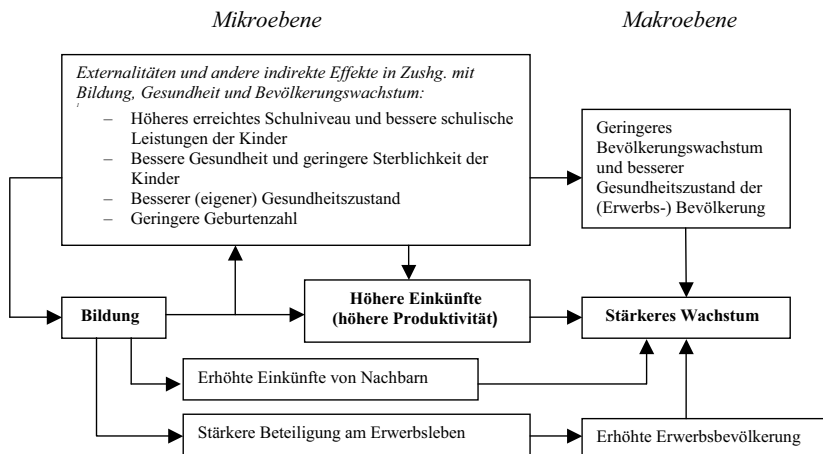 Mikroebene
Makroebene
Externalitäten und andere indirekte Effekte in Zushg. mit
Bildung, Gesundheit und Bevölkerungswachstum:
– Höheres erreichtes Schulniveau und bessere schulische
Leistungen der Kinder
– Bessere Gesundheit und geringere Sterblichkeit der
Kinder
– Besserer (eigener) Gesundheitszustand
– Geringere Geburtenzahl
Geringeres
Bevölkerungswachstum
und besserer
Gesundheitszustand der
(Erwerbs-) Bevölkerung
Bildung
Höhere Einkünfte
(höhere Produktivität)
Stärkeres Wachstum
Erhöhte Einkünfte von Nachbarn
Stärkere Beteiligung am Erwerbsleben
Erhöhte Erwerbsbevölkerung